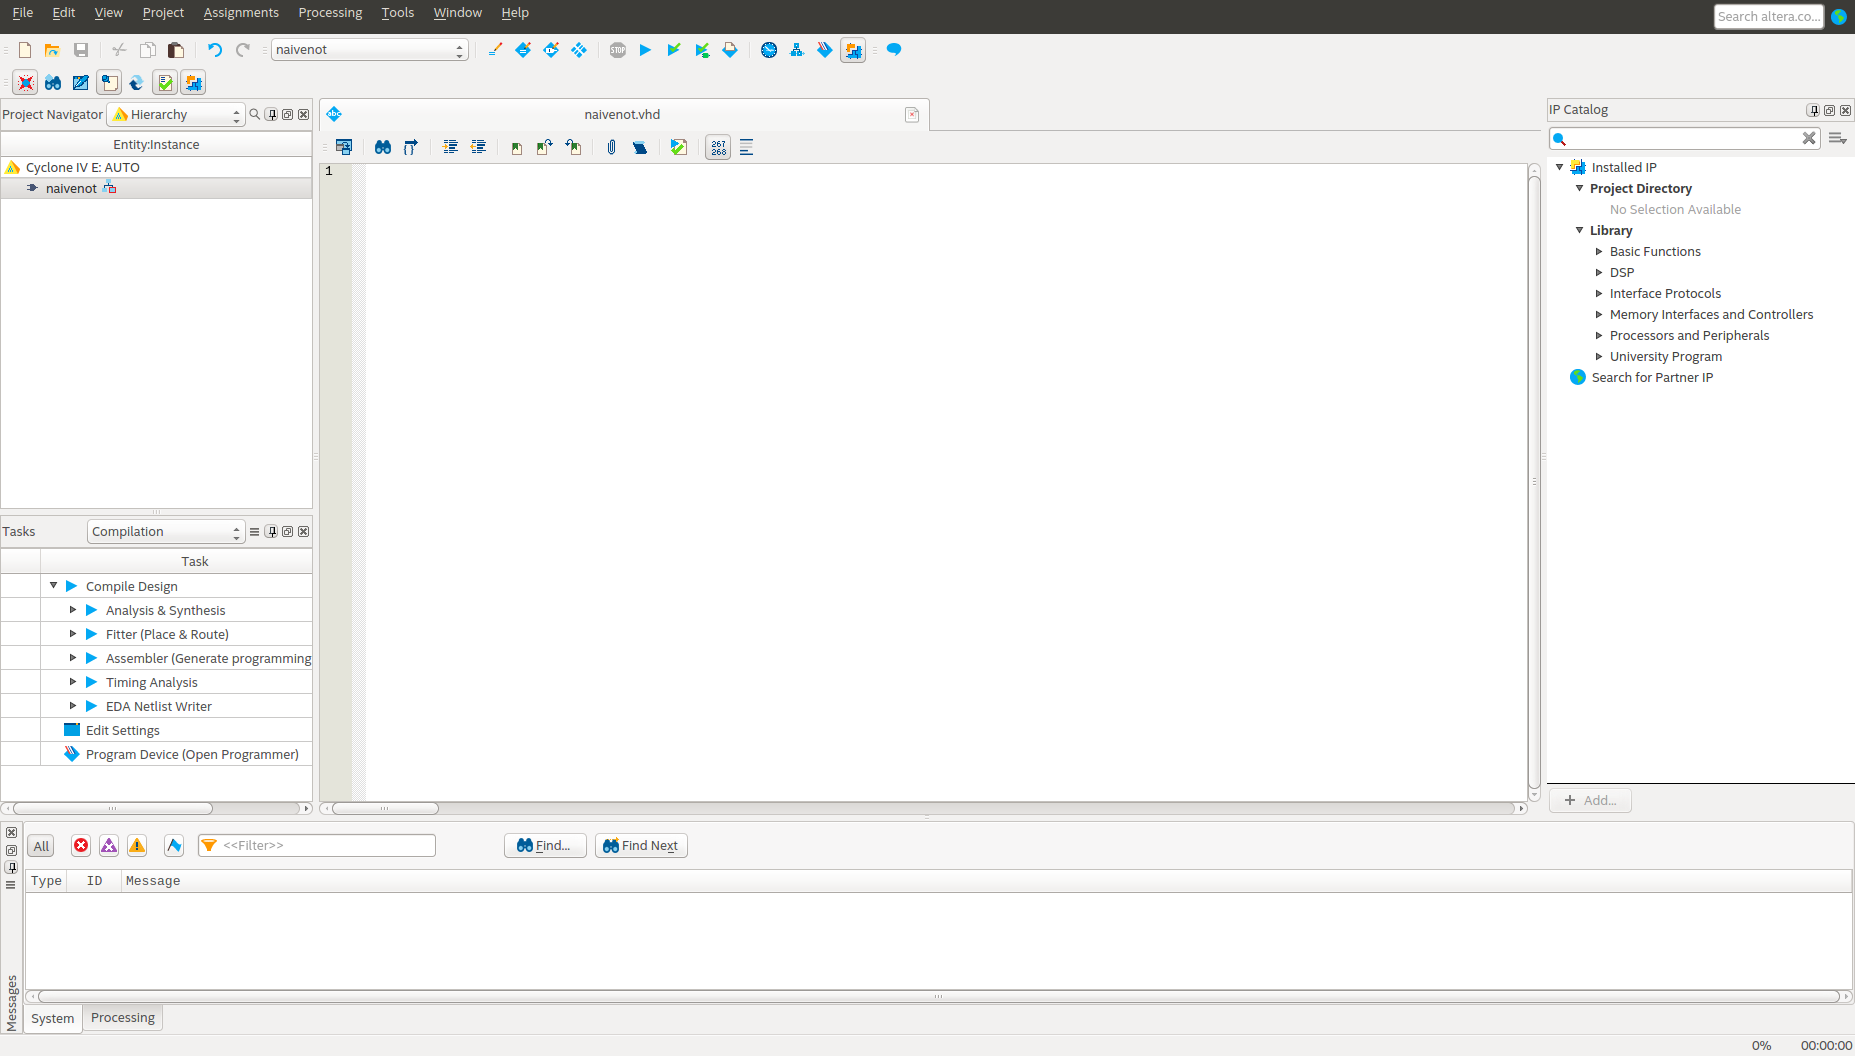 File Edit View Project Assignments Processing Tools Window Help
Search altera.co...
naivenot
STOP
Project Navigator Hierarchy
Entity:Instance
Cyclone IV E: AUTO
naivenot
abc naivenot.vhd
267
268
1
IP Catalog
Installed IP
Project Directory
No Selection Available
Library
Basic Functions
DSP
Interface Protocols
Memory Interfaces and Controllers
Processors and Peripherals
University Program
Search for Partner IP
+ Add...
Tasks Compilation
Task
Compile Design
Analysis & Synthesis
Fitter (Place & Route)
Assembler (Generate programming
Timing Analysis
EDA Netlist Writer
Edit Settings
Program Device (Open Programmer)
All <<Filter>> Find... Find Next
Type ID Message
Messages
System Processing
0% 00:00:00